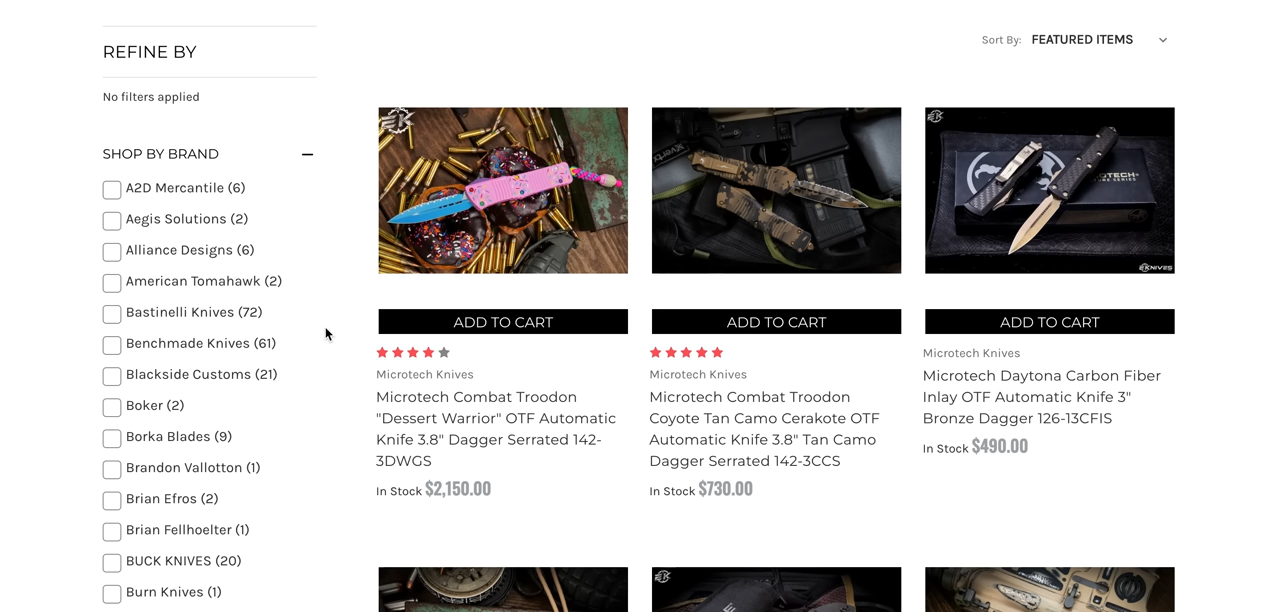 REFINE BY
No filters applied
SHOP BY BRAND
A2D Mercantile (6)
Aegis Solutions (2)
Alliance Designs (6)
American Tomahawk (2)
Bastinelli Knives (72)
Benchmade Knives (61)
Blackside Customs (21)
Boker (2)
Borka Blades (9)
Brandon Vallotton (1)
Brian Efros (2)
Brian Fellhoelter (1)
BUCK KNIVES (20)
Burn Knives (1)
Sort By: FEATURED ITEMS
EK
ADD TO CART
Microtech Knives
Microtech Combat Troodon
"Dessert Warrior" OTF Automatic
Knife 3.8" Dagger Serrated 142-
3DWGS
In Stock $2,150.00
ADD TO CART
Microtech Knives
Microtech Combat Troodon
Coyote Tan Camo Cerakote OTF
Automatic Knife 3.8" Tan Camo
Dagger Serrated 142-3CCS
In Stock $730.00
EK
EKNIVES
ADD TO CART
Microtech Knives
Microtech Daytona Carbon Fiber
Inlay OTF Automatic Knife 3"
Bronze Dagger 126-13CFIS
In Stock $490.00
EK